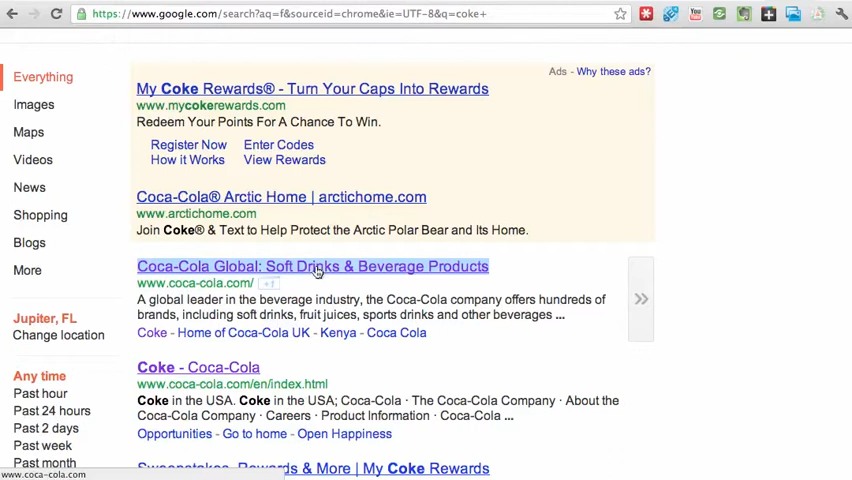 https://www.google.com/search?aq=f&sourceid=chrome&ie=UTF-8&q=coke+
Everything
Images
Maps
Videos
News
Shopping
Blogs
More
Jupiter, FL
Change location
Any time
Past hour
Past 24 hours
Past 2 days
Past week
Past month
www.coca-cola.com
Ads - Why these ads?
My Coke Rewards® - Turn Your Caps Into Rewards
www.mycokerewards.com
Redeem Your Points For A Chance To Win.
Register Now Enter Codes
How it Works View Rewards
Coca-Cola® Arctic Home | arctichome.com
www.arctichome.com
Join Coke® & Text to Help Protect the Arctic Polar Bear and Its Home.
Coca-Cola Global: Soft Drinks & Beverage Products
www.coca-cola.com/ +1
A global leader in the beverage industry, the Coca-Cola company offers hundreds of
brands, including soft drinks, fruit juices, sports drinks and other beverages ...
Coke - Home of Coca-Cola UK - Kenya - Coca Cola
Coke - Coca-Cola
www.coca-cola.com/en/index.html
Coke in the USA. Coke in the USA; Coca-Cola · The Coca-Cola Company · About the
Coca-Cola Company · Careers · Product Information · Coca-Cola ...
Opportunities - Go to home - Open Happiness
Sweepstakes, Rewards & More | My Coke Rewards